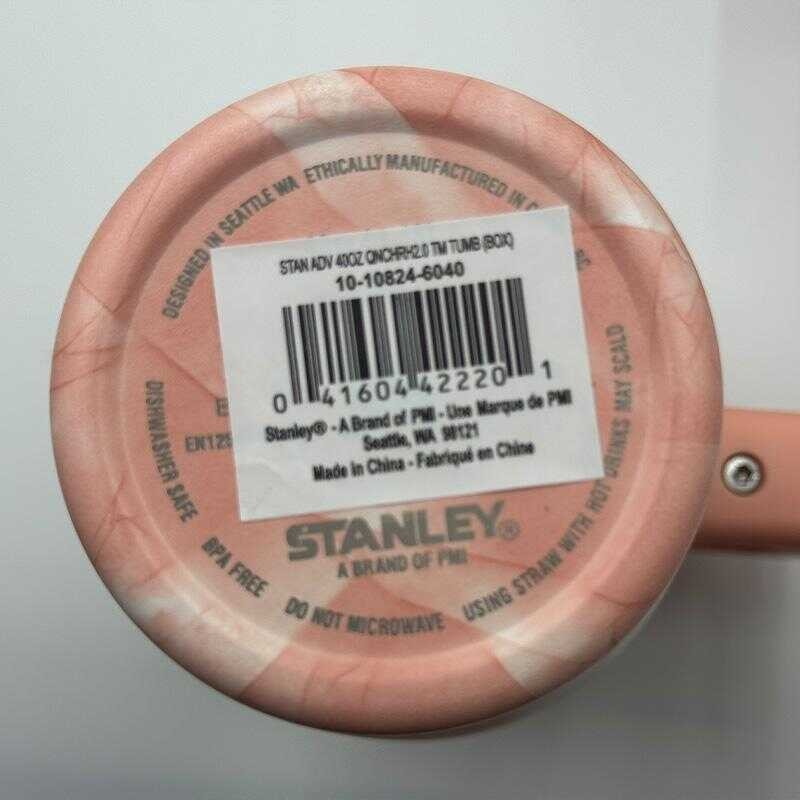 DESIGNED IN SEATTLE WA ETHICALLY MANUFACTURED IN
STAN ADV 40OZ QNCHRH2.0 TM TUMB (BOX)
10-10824-6040
0 41604 42220 1
Stanley® - A Brand of PMI - Une Marque de PMI
Seattle, WA 98121
Made in China - Fabriqué en Chine
STANLEY®
A BRAND OF PMI
DISHWASHER SAFE
BPA FREE
DO NOT MICROWAVE
USING STRAW WITH HOT DRINKS MAY SCALD